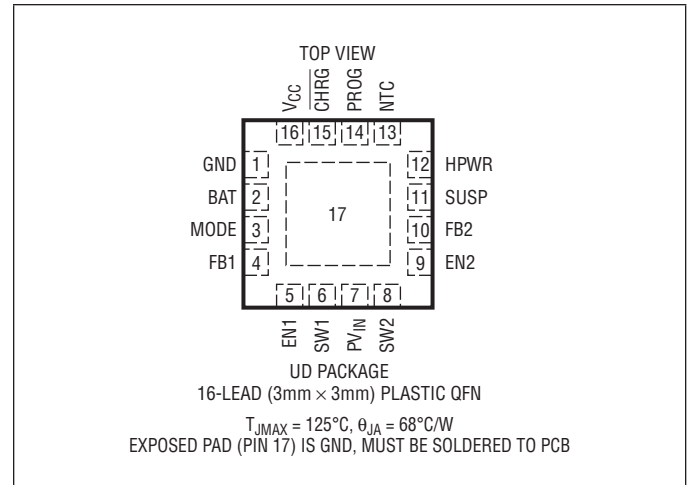 TOP VIEW
VCC
CHRG
PROG
NTC
16 15 14 13
GND 1
BAT 2
MODE 3
FB1 4
17
12 HPWR
11 SUSP
10 FB2
9 EN2
5 6 7 8
EN1
SW1
PVIN
SW2
UD PACKAGE
16-LEAD (3mm × 3mm) PLASTIC QFN
TJMAX = 125°C, θJA = 68°C/W
EXPOSED PAD (PIN 17) IS GND, MUST BE SOLDERED TO PCB